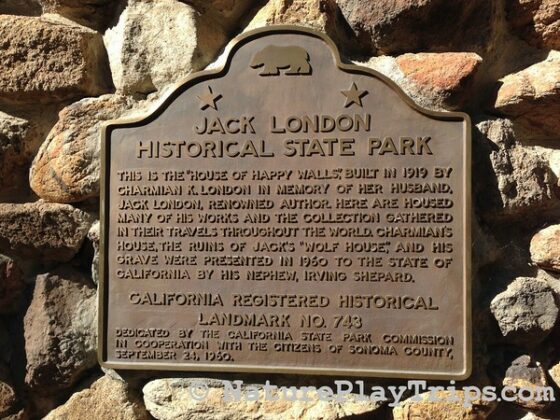 JACK LONDON
HISTORICAL STATE PARK
THIS IS THE "HOUSE OF HAPPY WALLS", BUILT IN 1919 BY
CHARMIAN K. LONDON IN MEMORY OF HER HUSBAND,
JACK LONDON, RENOWNED AUTHOR. HERE ARE HOUSED
MANY OF HIS WORKS AND THE COLLECTION GATHERED
IN THEIR TRAVELS THROUGHOUT THE WORLD. CHARMIAN'S
HOUSE, THE RUINS OF JACK'S "WOLF HOUSE", AND HIS
GRAVE WERE PRESENTED IN 1960 TO THE STATE OF
CALIFORNIA BY HIS NEPHEW, IRVING SHEPARD.
CALIFORNIA REGISTERED HISTORICAL
LANDMARK NO. 743
DEDICATED BY THE CALIFORNIA STATE PARK COMMISSION
IN COOPERATION WITH THE CITIZENS OF SONOMA COUNTY,
SEPTEMBER 24, 1960.
© NATUREPLAYTRIPS.COM